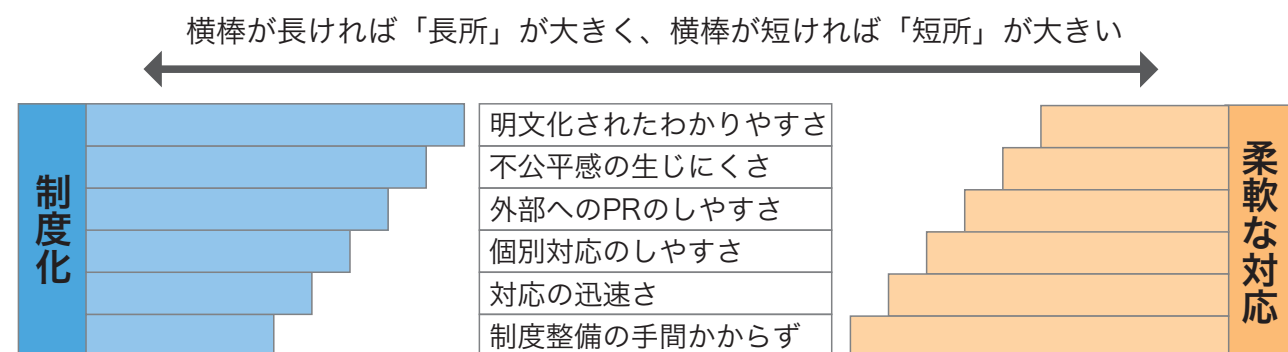 横棒が長ければ「長所」が大きく、横棒が短ければ「短所」が大きい
制度化
明文化されたわかりやすさ
不公平感の生じにくさ
外部へのPRのしやすさ
個別対応のしやすさ
対応の迅速さ
制度整備の手間かからず
柔軟な対応